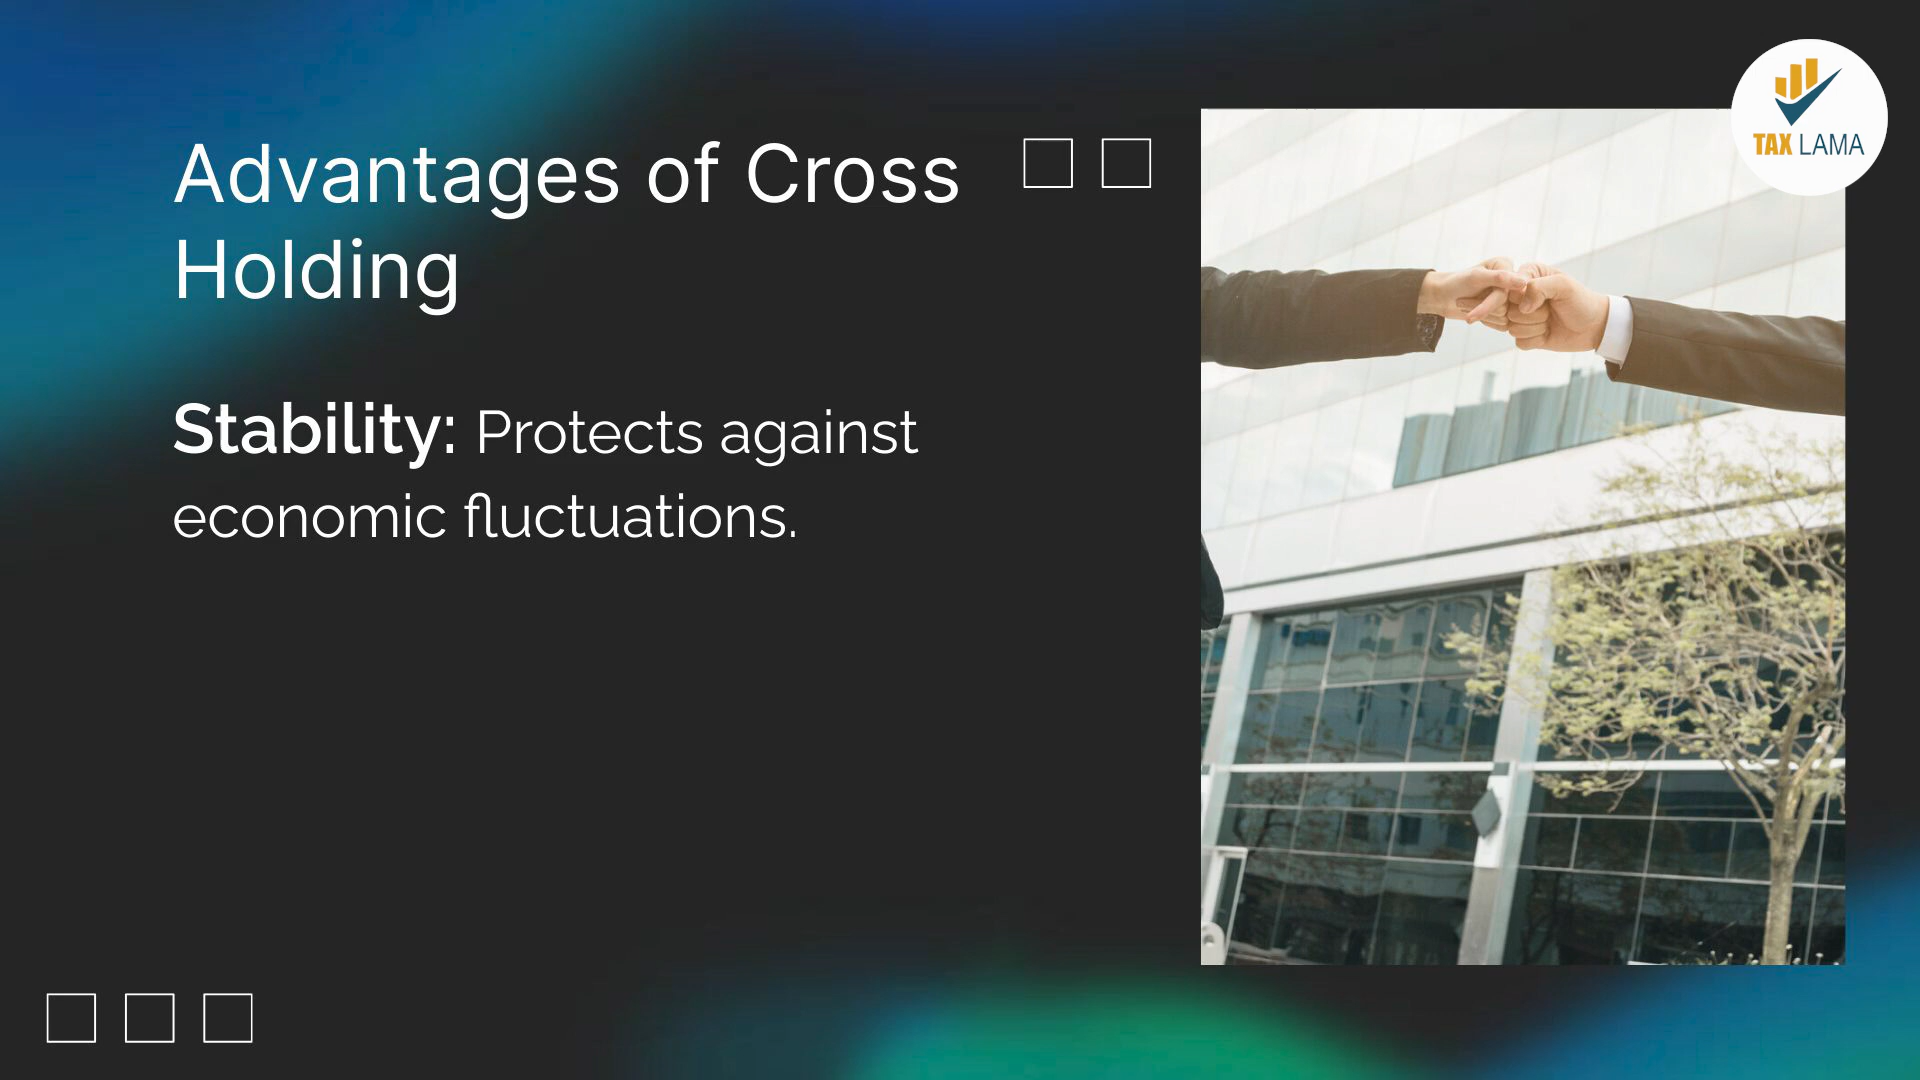 Advantages of Cross
Holding
Stability: Protects against
economic fluctuations.
TAX LAMA